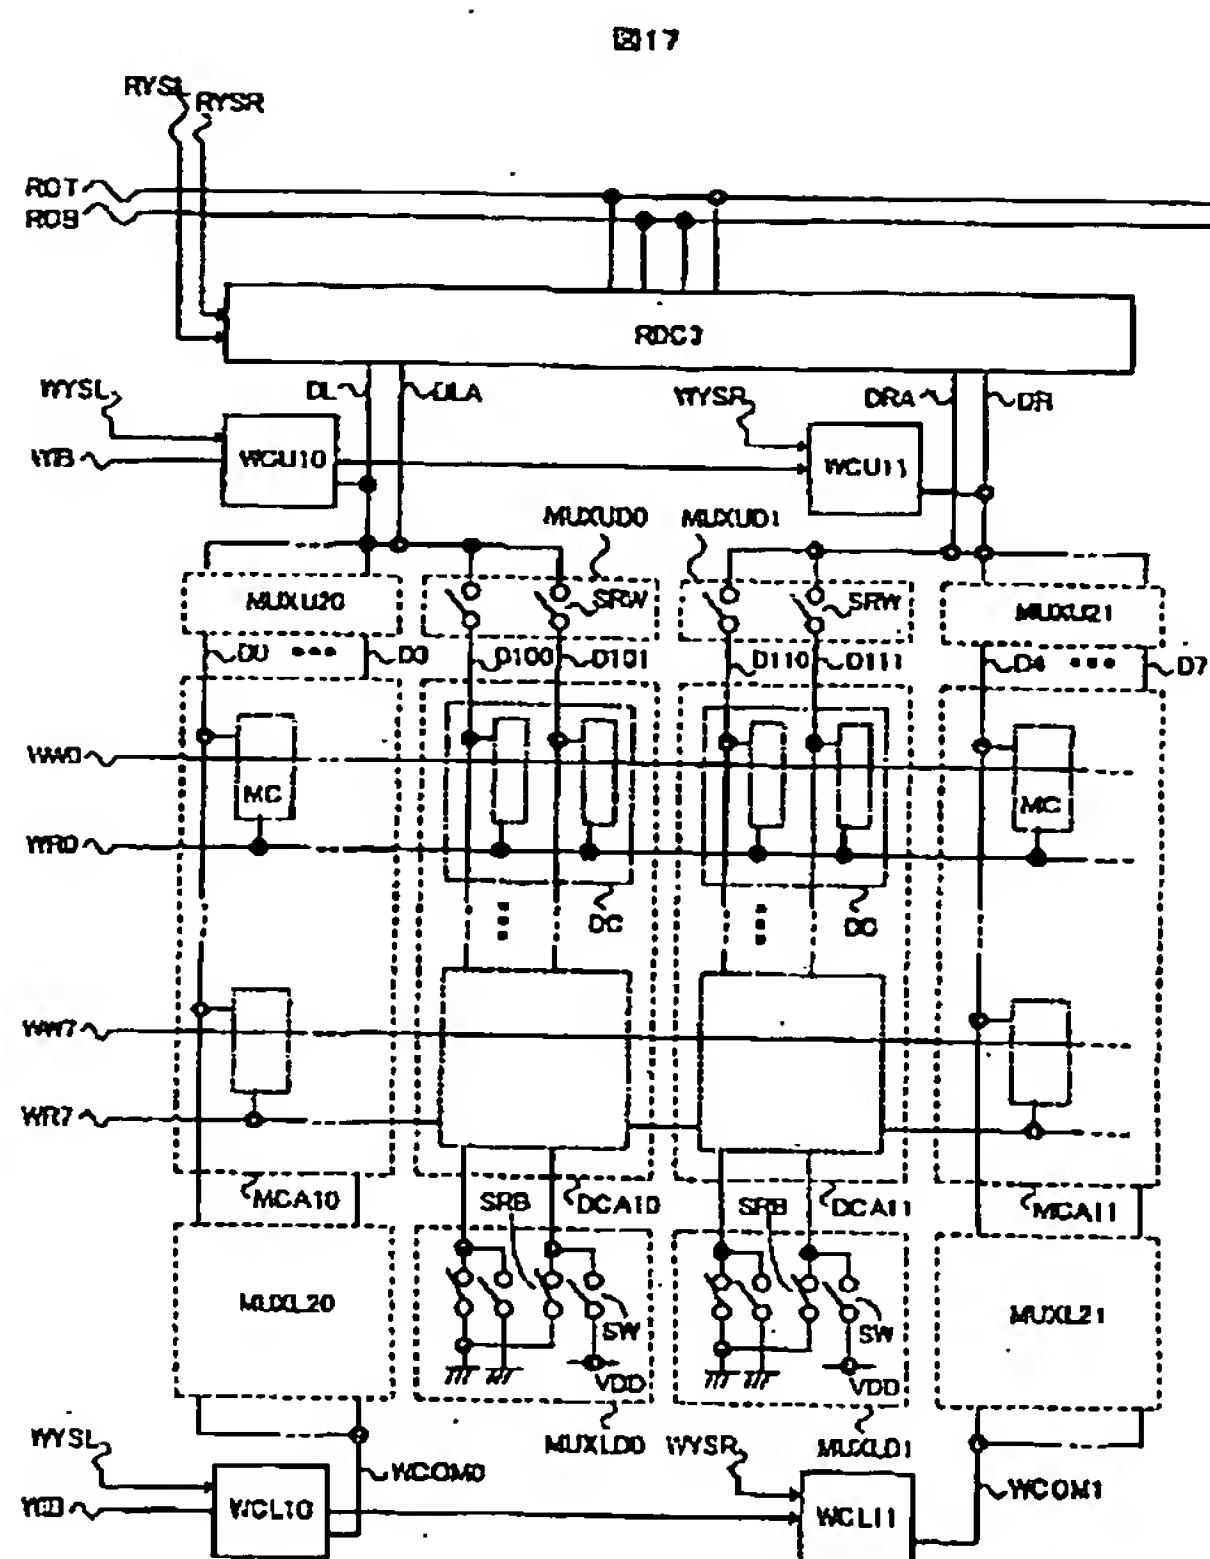 図17
RYSL
RYSR
ROT
ROB
RDC3
WYSL
DL
DLA
WYSR
DRA
DR
WTB
WCU10
WCU11
MUXUD0
MUXUD1
MUXU20
SRW
SRW
MUXU21
D0
D3
D100
D101
D110
D111
D4
D7
WW0
MC
MC
WR0
DC
DC
WW7
WR7
MCA10
SRB
DCA10
SRB
DCA11
MCA11
MUXL20
SW
SW
MUXL21
VDD
VDD
WYSL
MUXLD0
WYSR
MUXLD1
WCOM0
WCOM1
WCL10
WCL11